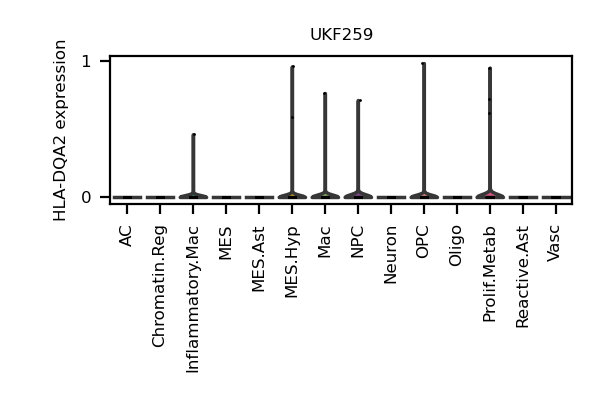 UKF259
HLA-DQA2 expression
1
0
AC
Chromatin.Reg
Inflammatory.Mac
MES
MES.Ast
MES.Hyp
Mac
NPC
Neuron
OPC
Oligo
Prolif.Metab
Reactive.Ast
Vasc